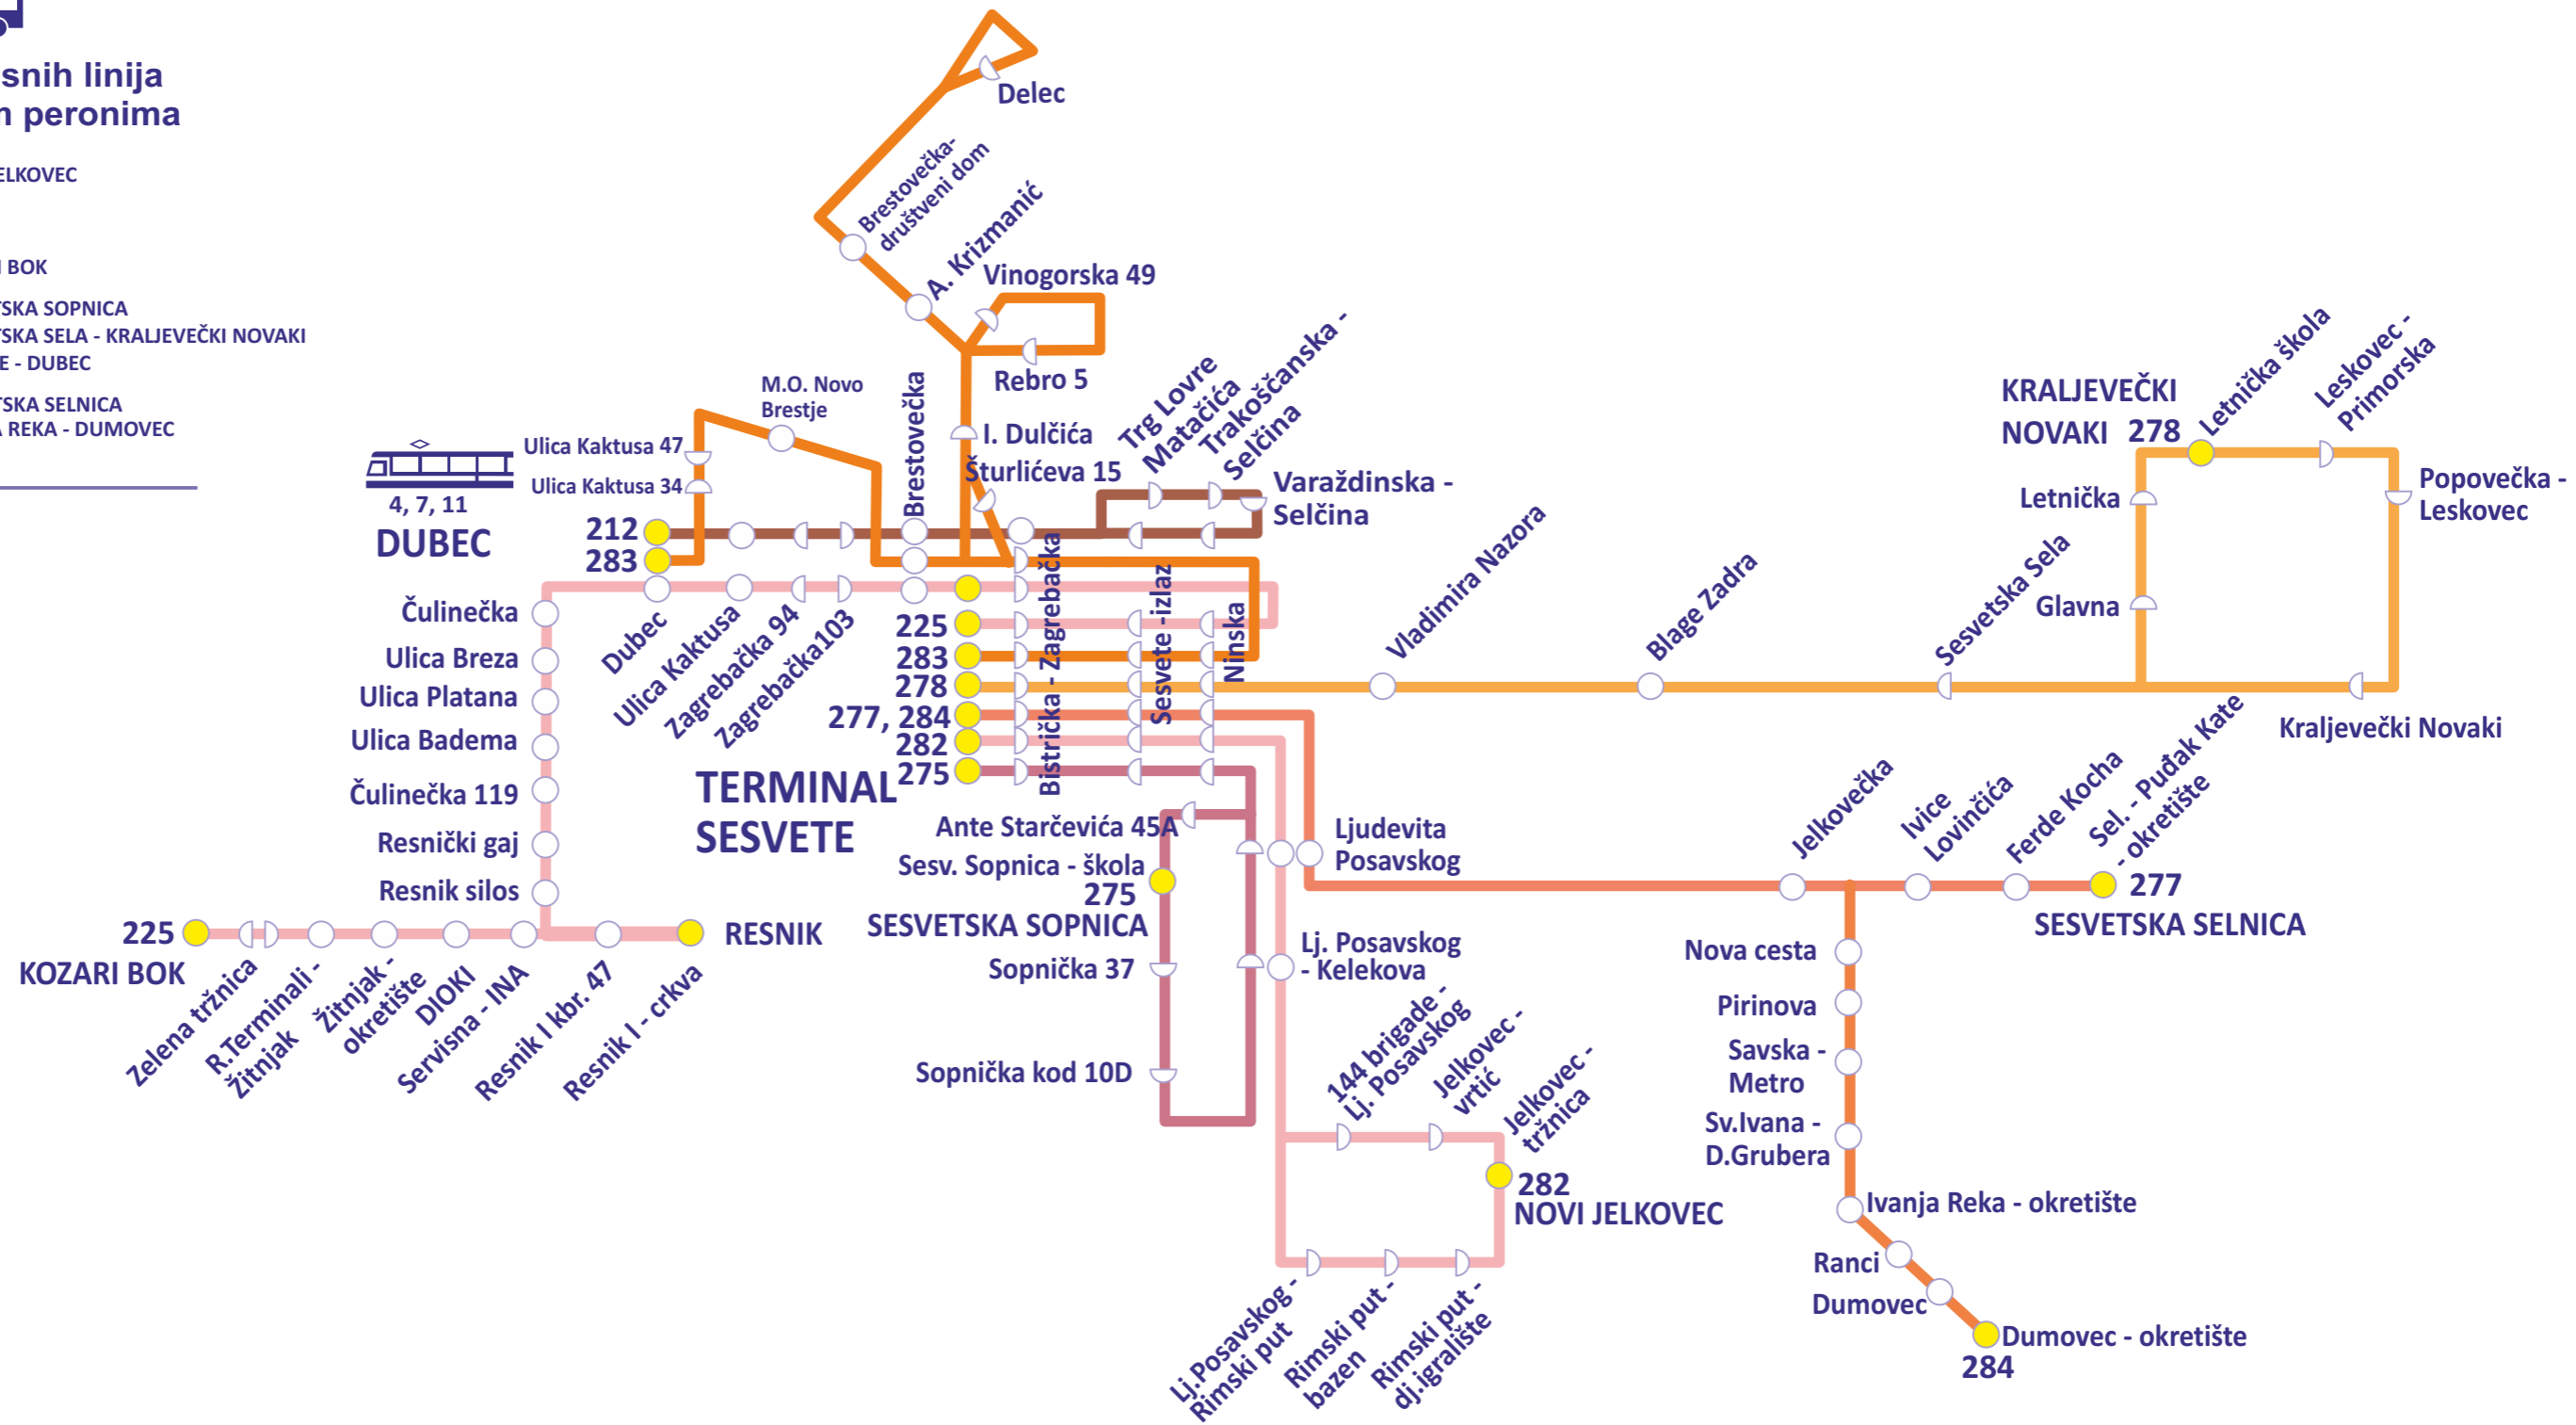 snih linija
peronima
ELKOVEC
BOK
TSKA SOPNICA
TSKA SELA - KRALJEVEČKI NOVAKI
E - DUBEC
TSKA SELNICA
A REKA - DUMOVEC
Delec
Brestovečka-
društveni dom
A. Krizmanić
Vinogorska 49
Rebro 5
M.O. Novo
Brestje
Brestovečka
I. Dulčića
Šturlićeva 15
Trg Lovre
Matačića
Trakošćanska -
Selčina
Varaždinska -
Selčina
Ulica Kaktusa 47
Ulica Kaktusa 34
4, 7, 11
DUBEC
212
283
Čulinečka
Ulica Breza
Ulica Platana
Ulica Badema
Čulinečka 119
Resnički gaj
Resnik silos
Dubec
Ulica Kaktusa
Zagrebačka 94
Zagrebačka103
225
283
278
277, 284
282
275
TERMINAL
SESVETE
Bistrička - Zagrebačka
Sesvete -izlaz
Ninska
Vladimira Nazora
Blage Zadra
Sesvetska Sela
KRALJEVEČKI
NOVAKI 278
Letnička škola
Leskovec -
Primorska
Letnička
Glavna
Popovečka -
Leskovec
Kraljevečki Novaki
Ante Starčevića 45A
Sesv. Sopnica - škola
275
SESVETSKA SOPNICA
Sopnička 37
Sopnička kod 10D
Ljudevita
Posavskog
Lj. Posavskog
- Kelekova
Jelkovečka
Ivice
Lovinčića
Ferde Kocha
Sel. - Puđak Kate
- okretište
277
SESVETSKA SELNICA
225
KOZARI BOK
RESNIK
Zelena tržnica
R.Terminali -
Žitnjak
Žitnjak -
okretište
DIOKI
Servisna - INA
Resnik I kbr. 47
Resnik I - crkva
144 brigade -
Lj. Posavskog
Jelkovec -
vrtić
Jelkovec -
tržnica
282
NOVI JELKOVEC
Lj.Posavskog -
Rimski put
Rimski put -
bazen
Rimski put -
dj.igralište
Nova cesta
Pirinova
Savska -
Metro
Sv.Ivana -
D.Grubera
Ivanja Reka - okretište
Ranci
Dumovec
Dumovec - okretište
284